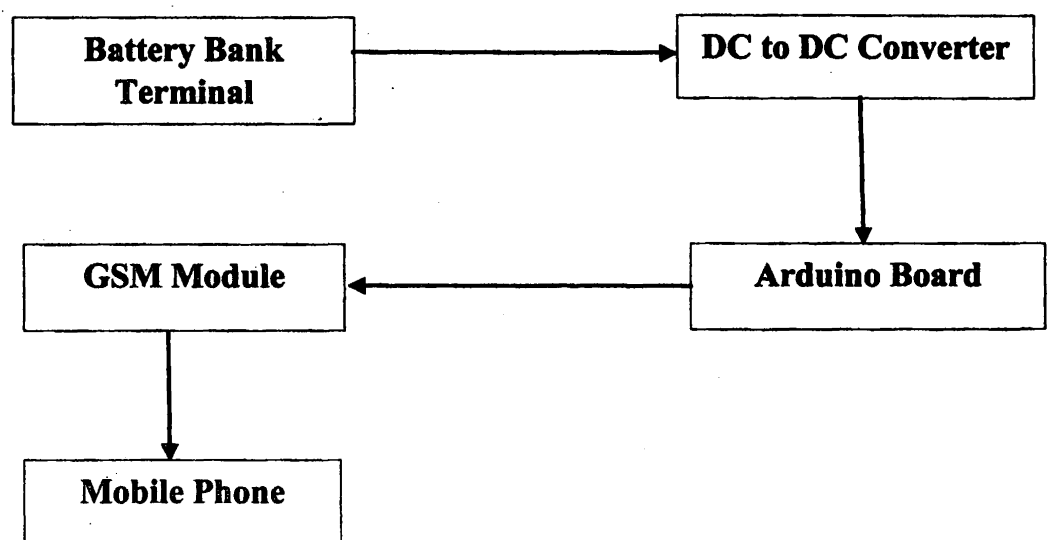 Battery Bank
Terminal
DC to DC Converter
Arduino Board
GSM Module
Mobile Phone